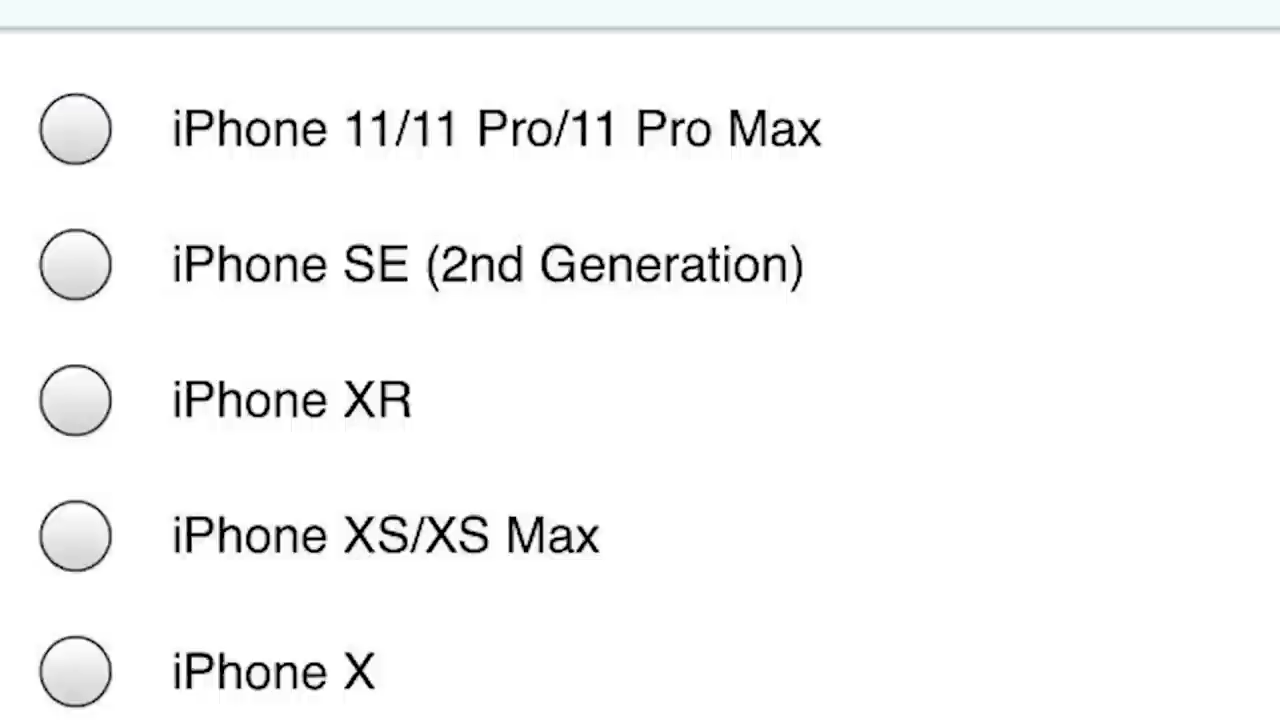 iPhone 11/11 Pro/11 Pro Max
iPhone SE (2nd Generation)
iPhone XR
iPhone XS/XS Max
iPhone X